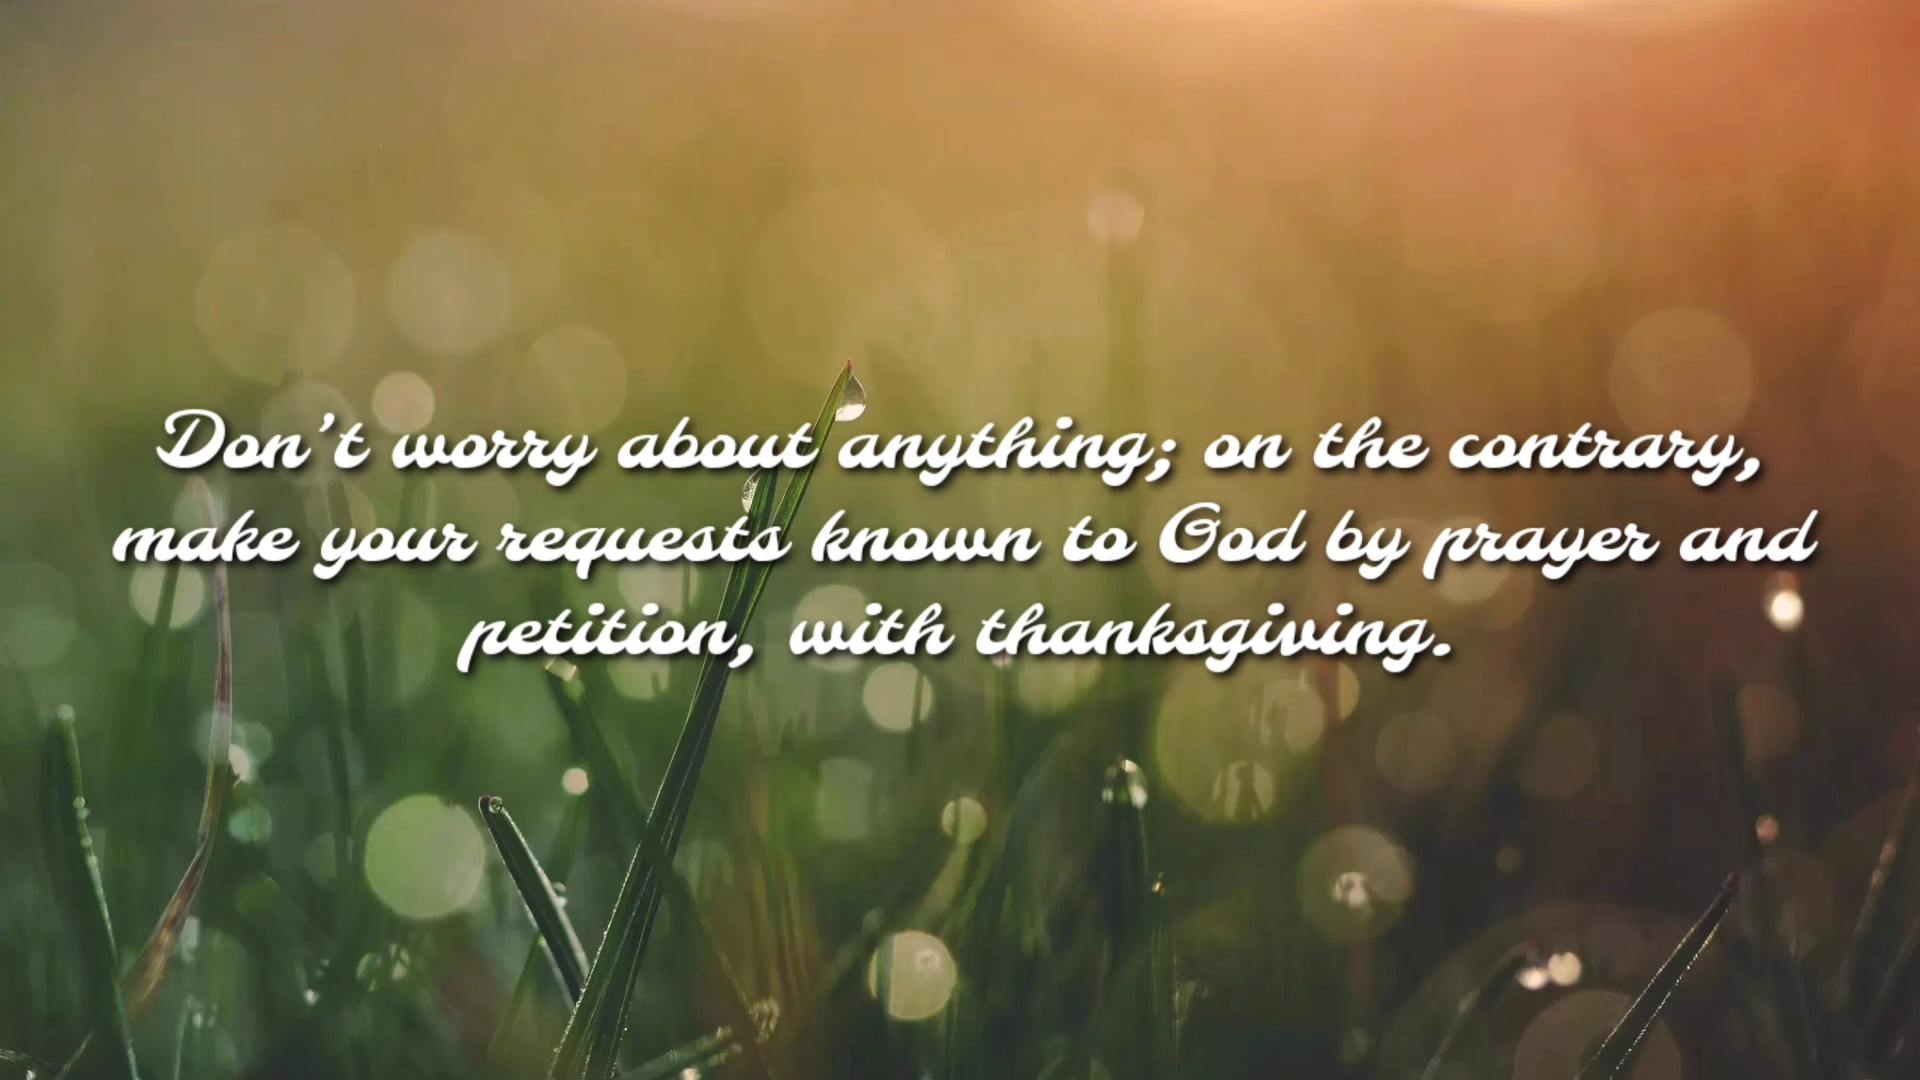 Don't worry about anything; on the contrary,
make your requests known to God by prayer and
petition, with thanksgiving.